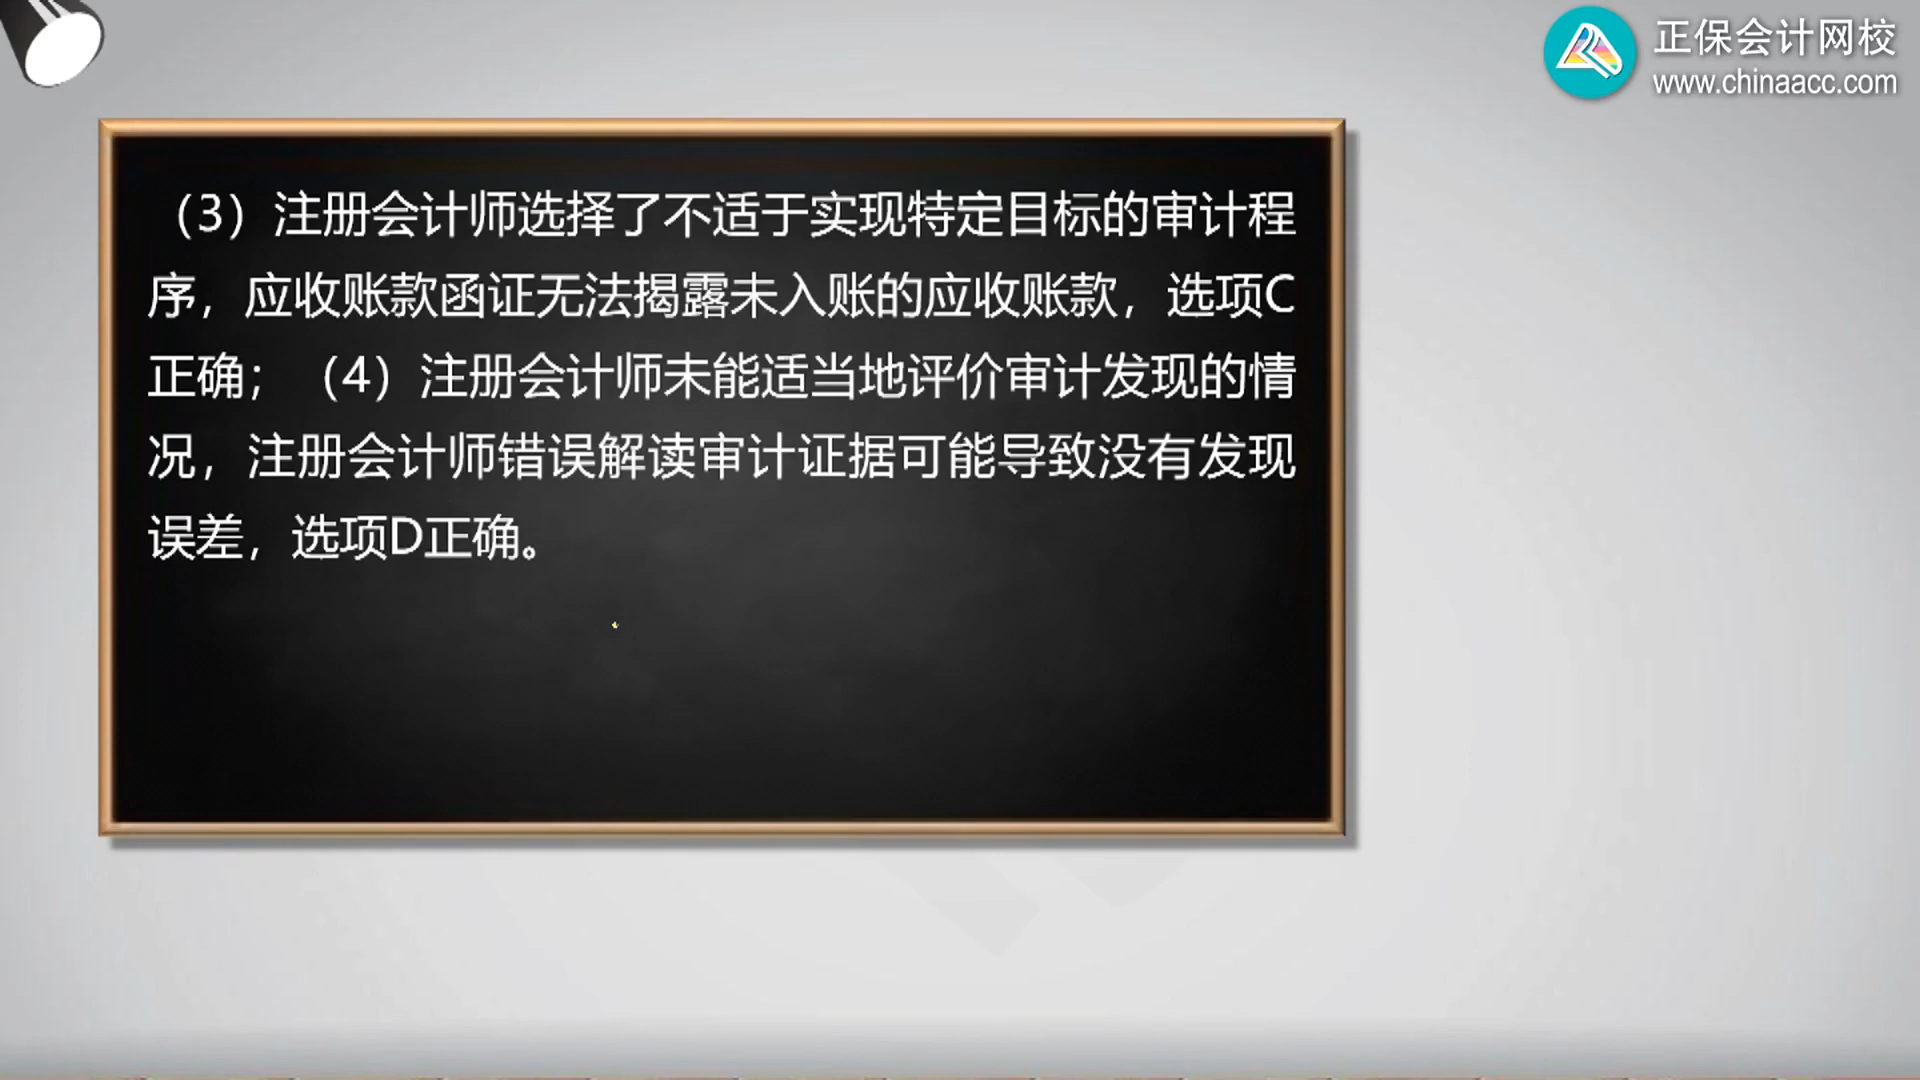 正保会计网校
www.chinaacc.com
（3）注册会计师选择了不适于实现特定目标的审计程
序，应收账款函证无法揭露未入账的应收账款，选项C
正确；（4）注册会计师未能适当地评价审计发现的情
况，注册会计师错误解读审计证据可能导致没有发现
误差，选项D正确。